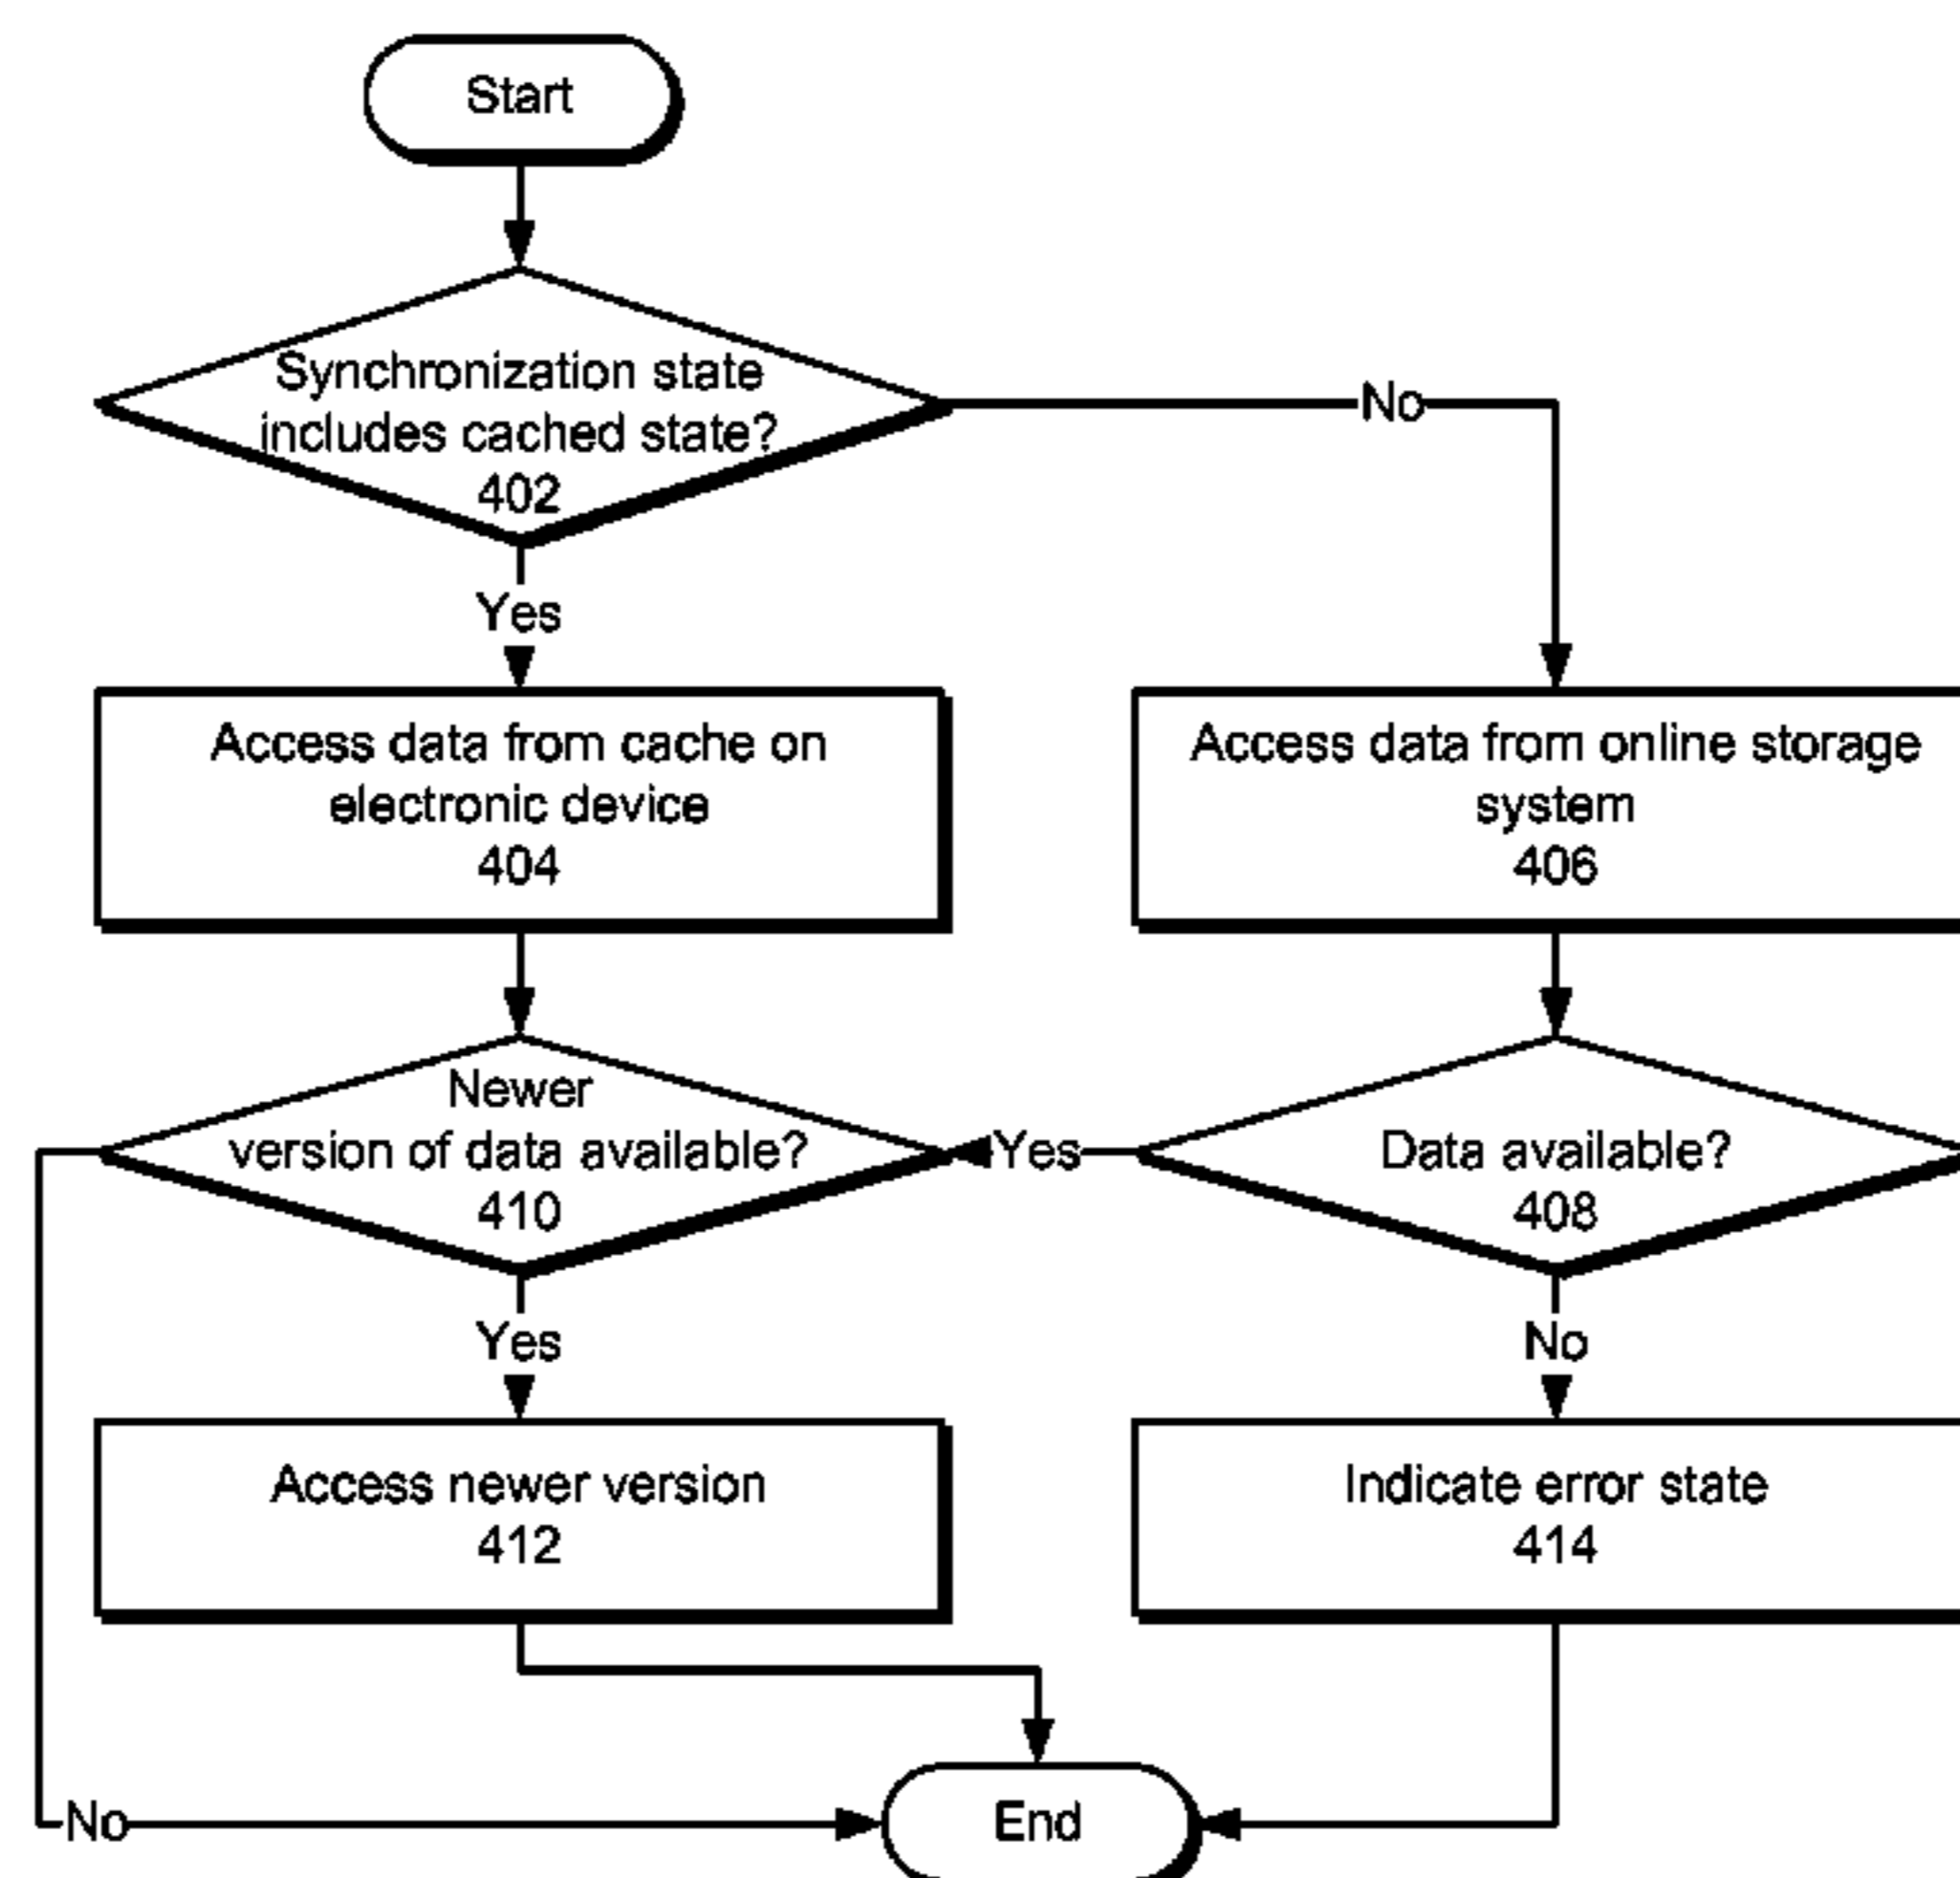 Start
Synchronization state
includes cached state?
402
No
Yes
Access data from cache on
electronic device
404
Access data from online storage
system
406
Newer
version of data available?
410
Yes
Data available?
408
Yes
No
Access newer version
412
Indicate error state
414
No
End